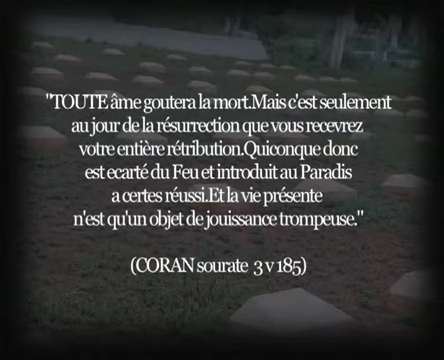 "TOUTE âme goutera la mort.Mais c'est seulement
au jour de la résurrection que vous recevrez
votre entière rétribution.Quiconque donc
est ecarté du Feu et introduit au Paradis
a certes réussi.Et la vie présente
n'est qu'un objet de jouissance trompeuse."
(CORAN sourate 3 v 185)